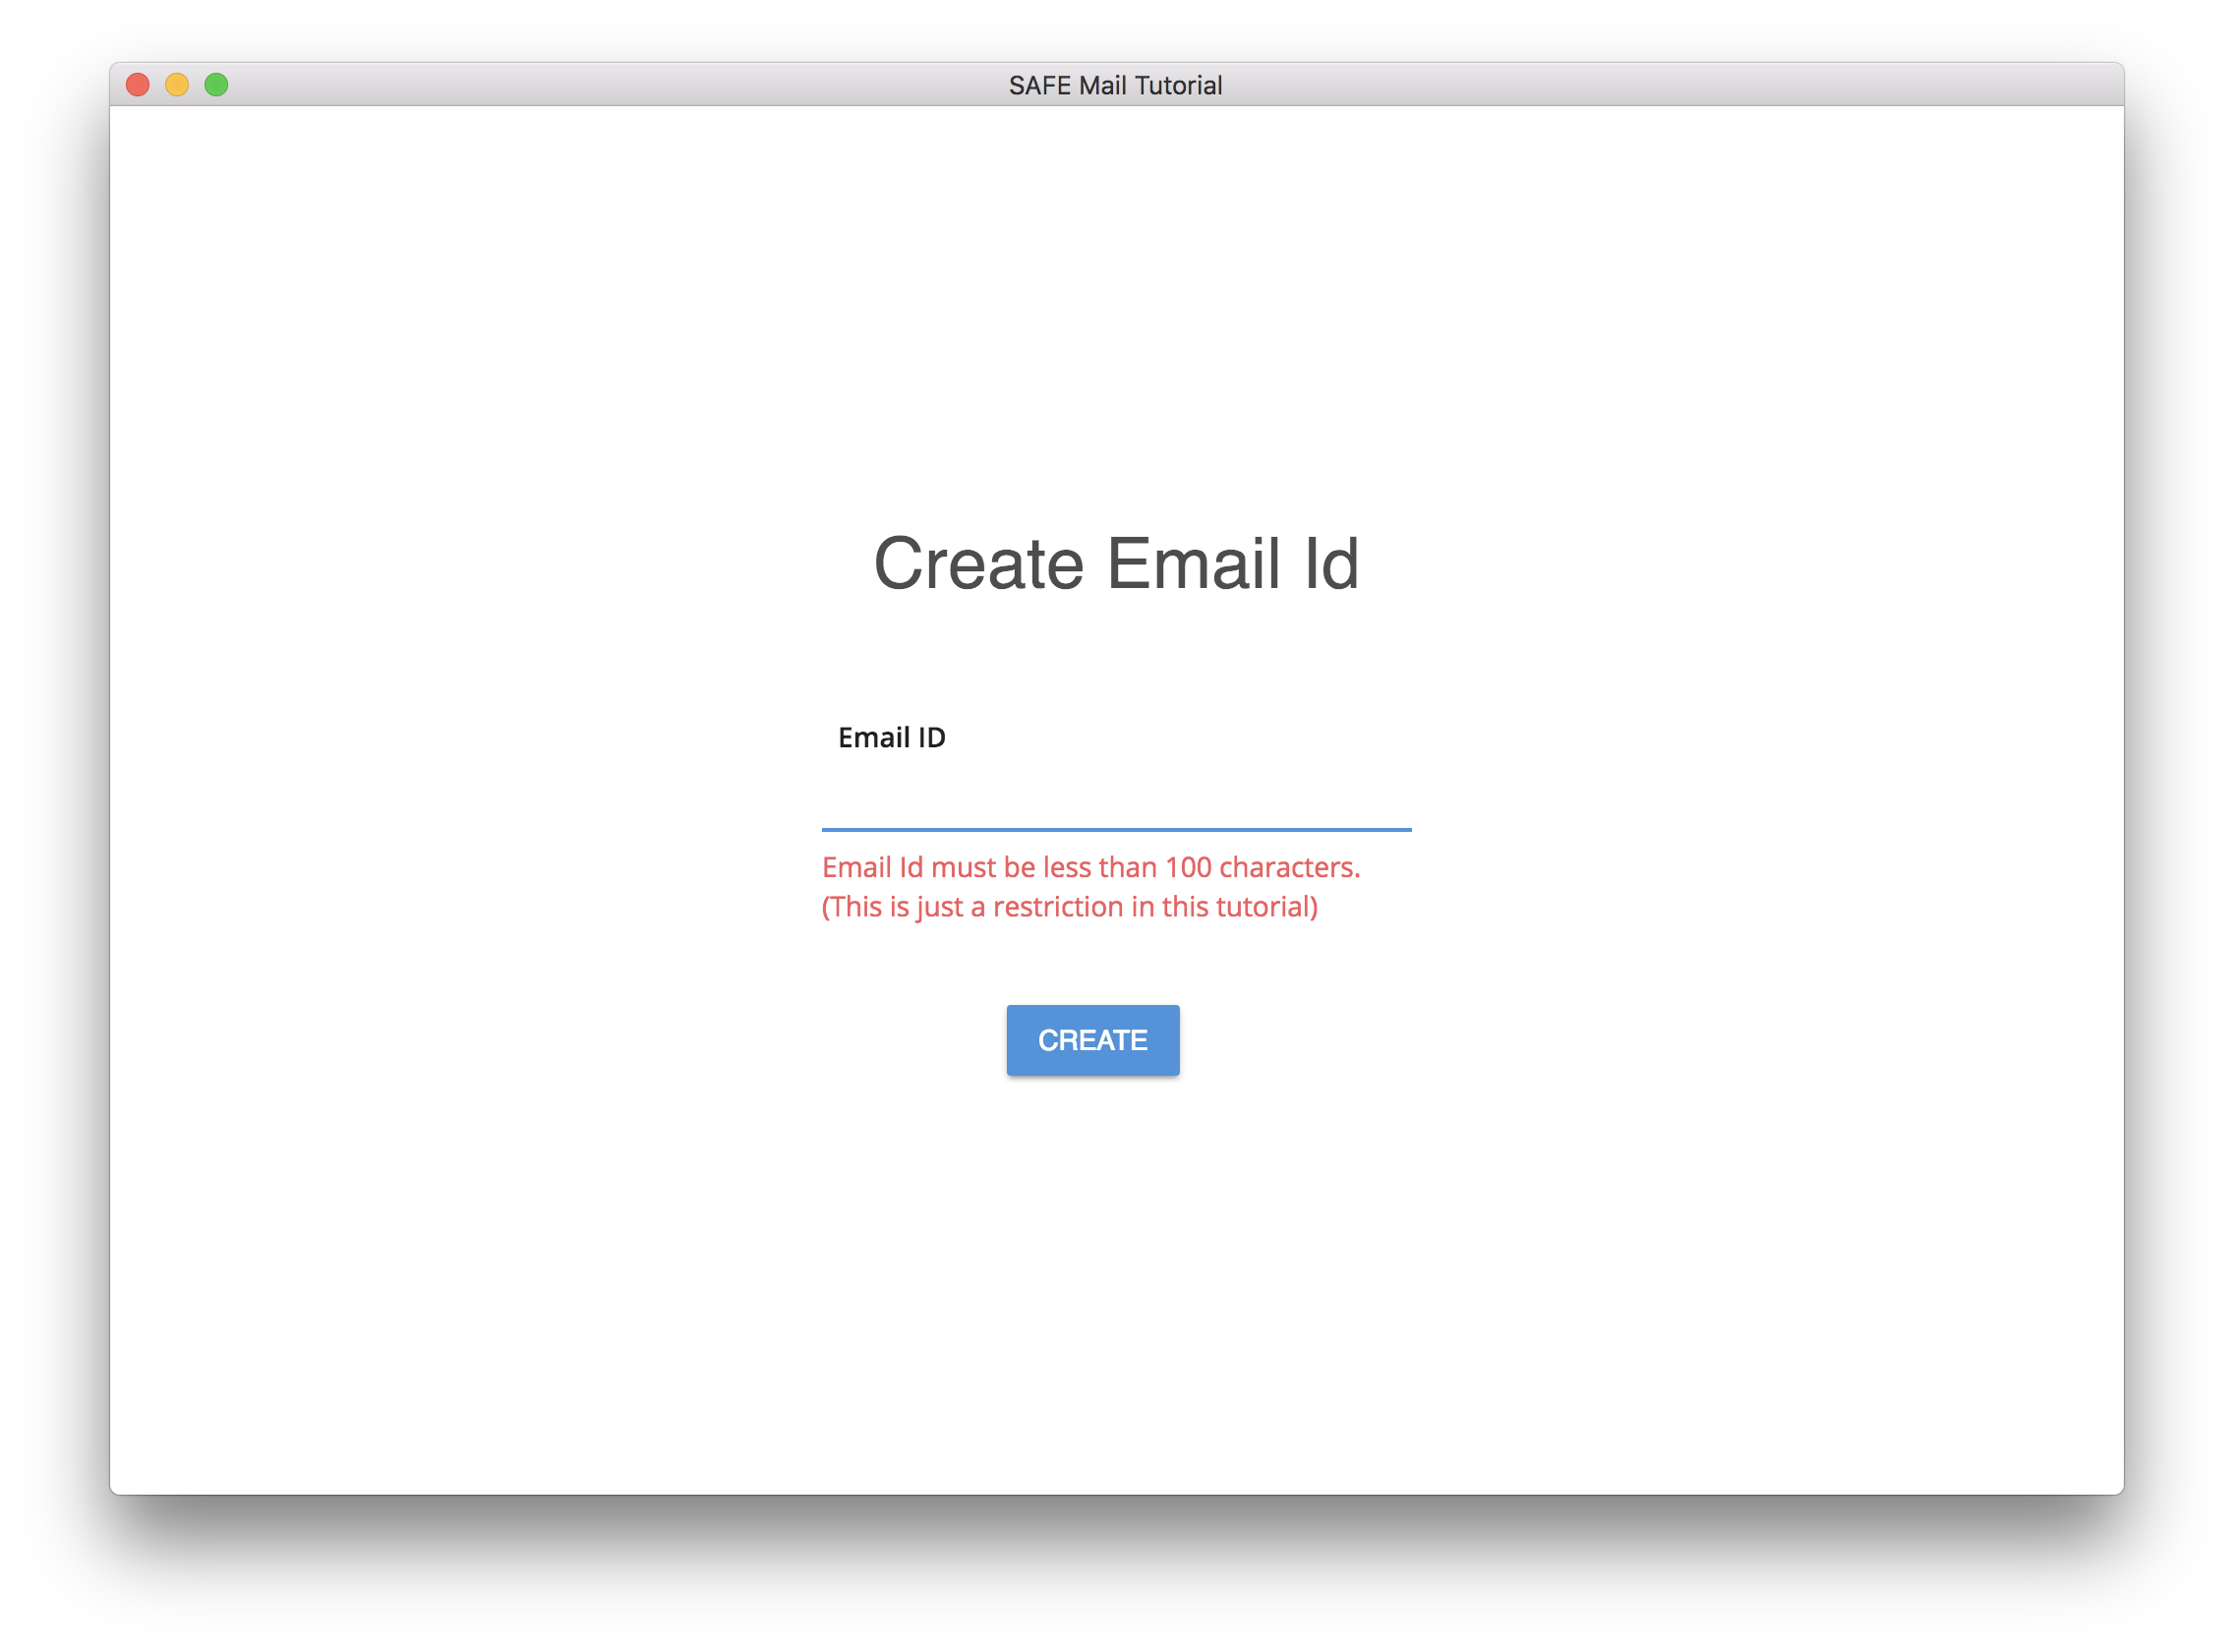 SAFE Mail Tutorial
Create Email Id
Email ID
Email Id must be less than 100 characters.
(This is just a restriction in this tutorial)
CREATE